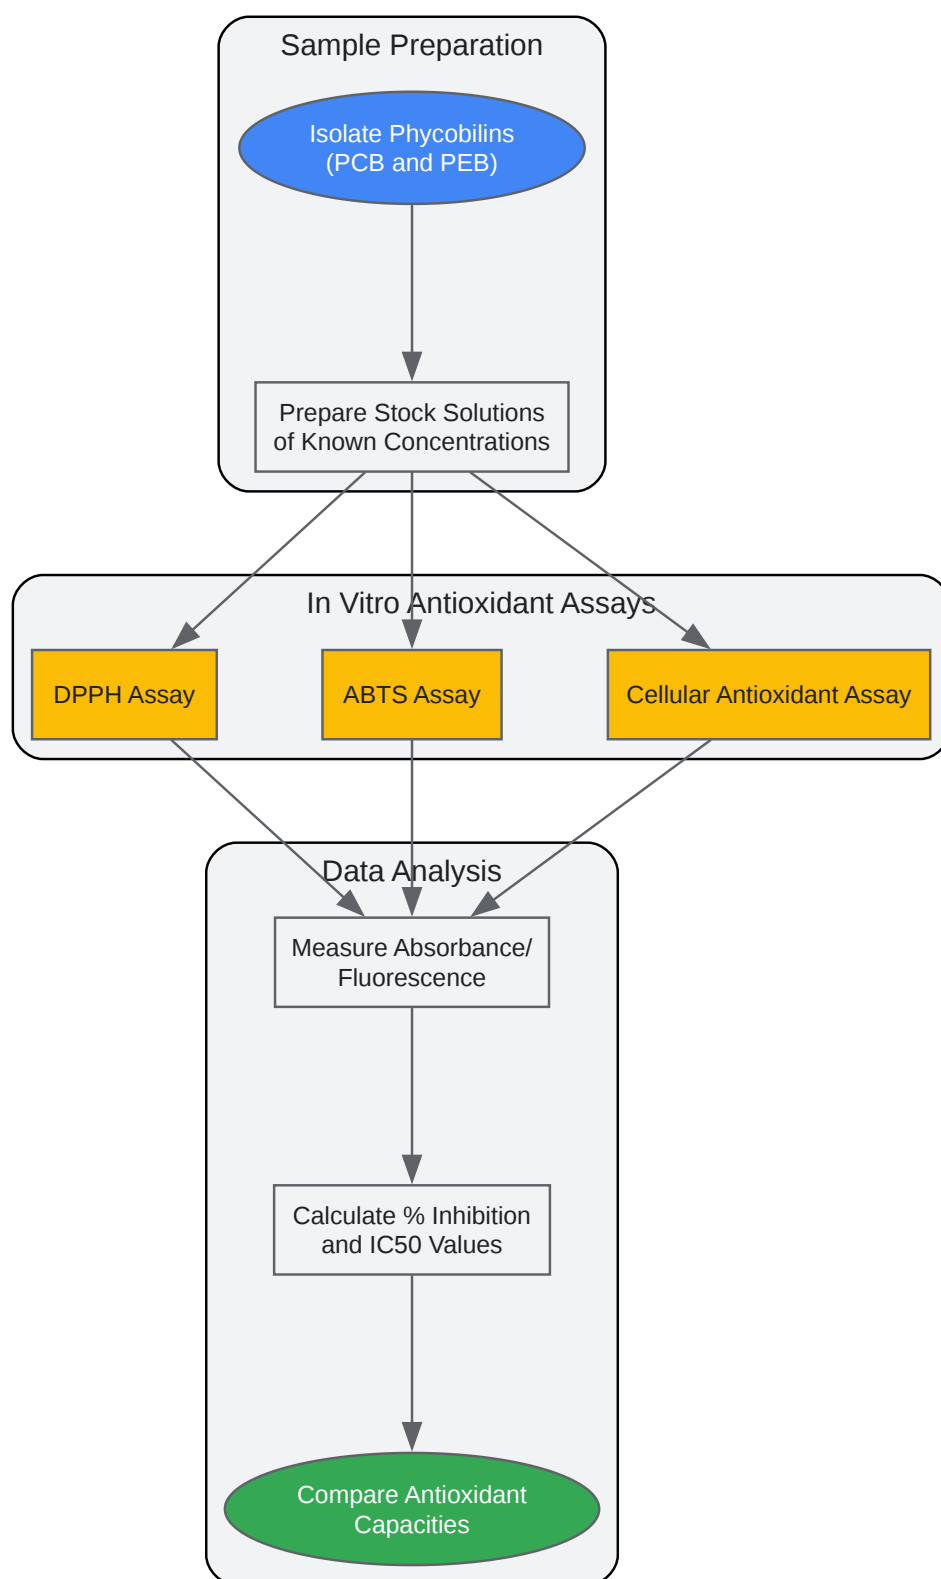 Sample Preparation
Isolate Phycobilins
(PCB and PEB)
Prepare Stock Solutions
of Known Concentrations
In Vitro Antioxidant Assays
DPPH Assay
ABTS Assay
Cellular Antioxidant Assay
Data Analysis
Measure Absorbance/
Fluorescence
Calculate % Inhibition
and IC50 Values
Compare Antioxidant
Capacities